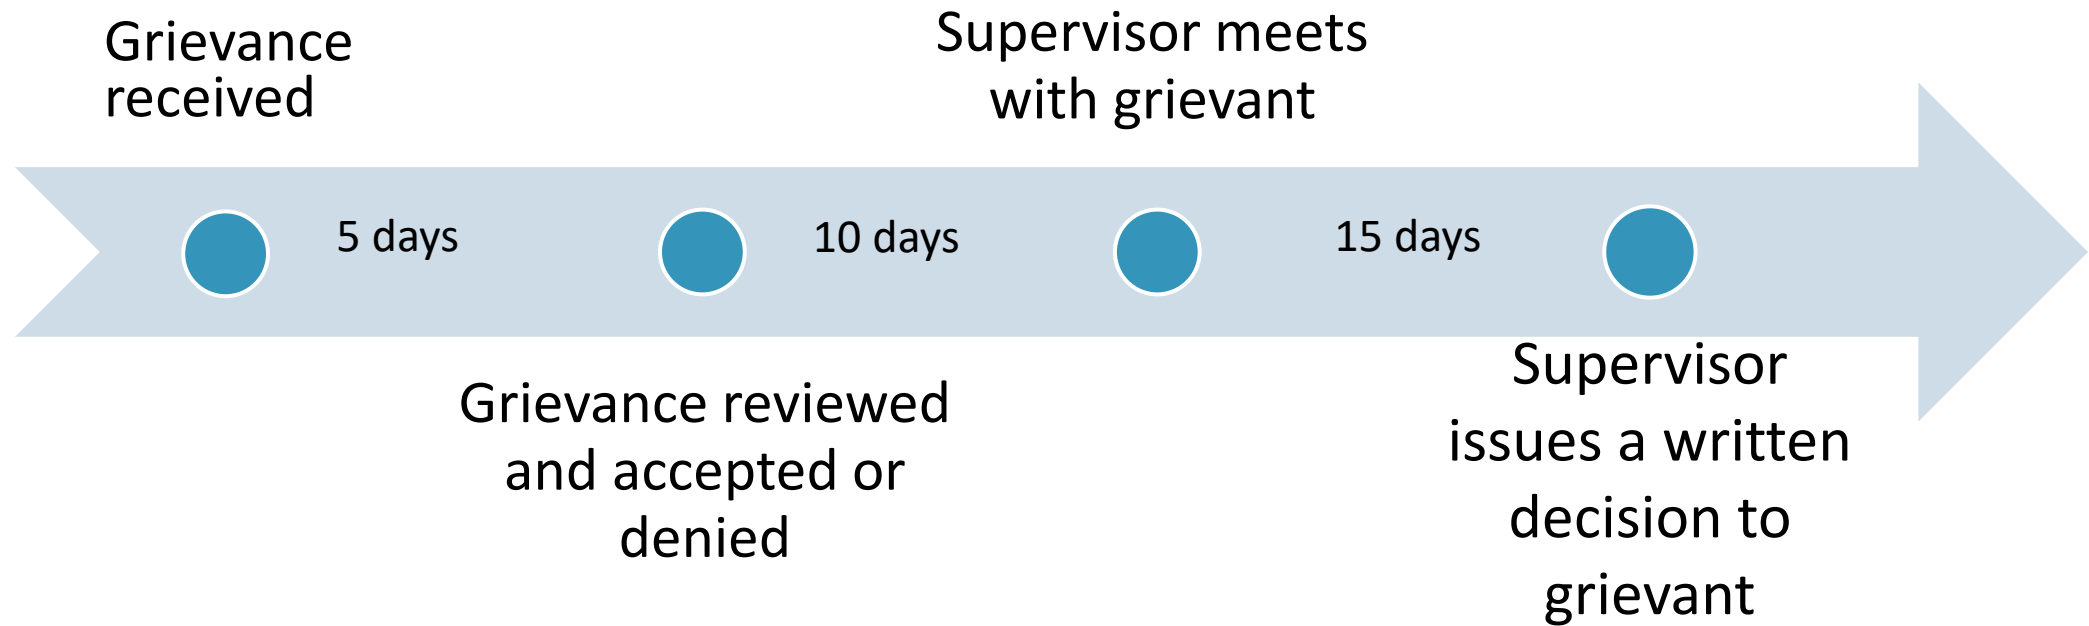 Grievance
received
Supervisor meets
with grievant
5 days
10 days
15 days
Grievance reviewed
and accepted or
denied
Supervisor
issues a written
decision to
grievant